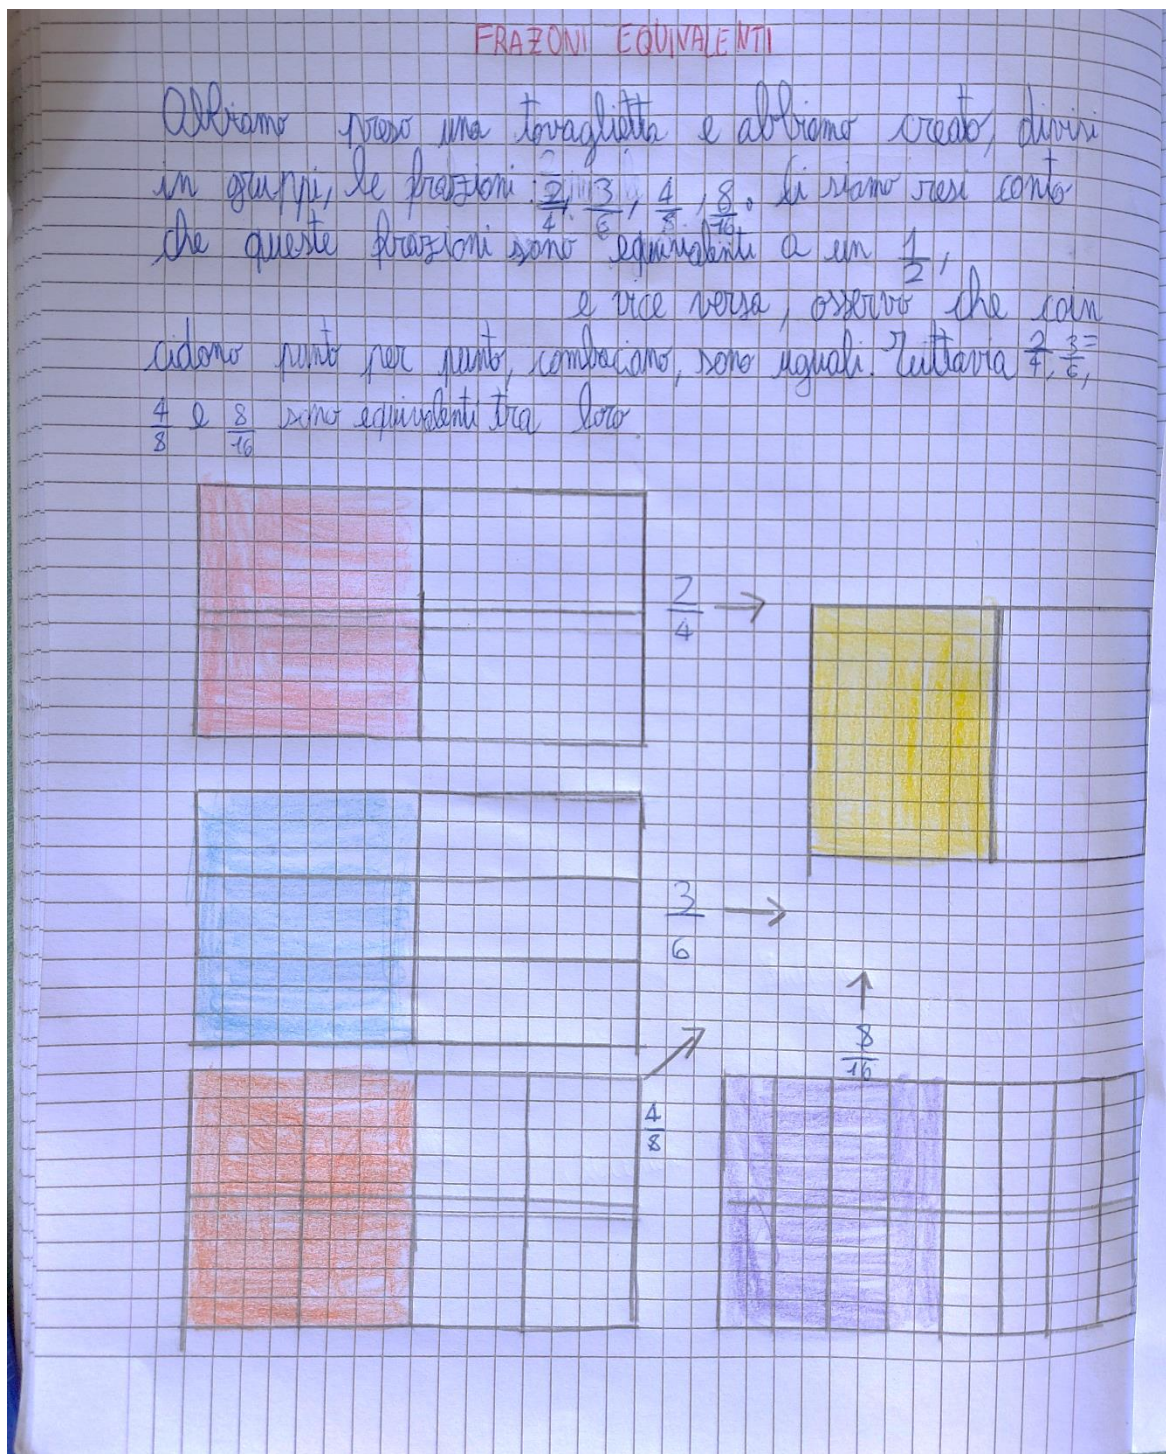 FRAZONI EQUIVALENTI
Abbiamo preso una tovaglietta e abbiamo creato, divisi
in gruppi, le frazioni: 2/4, 3/6, 4/8, 8/16. Ci siamo resi conto
che queste frazioni sono equivalenti a un 1/2,
e vice versa, osservo che coin
cidono punto per punto, combaciano, sono uguali. Tuttavia 2/4, 3/6,
4/8 e 8/16 sono equivalenti tra loro.
2/4 →
3/6 →
8/16
4/8